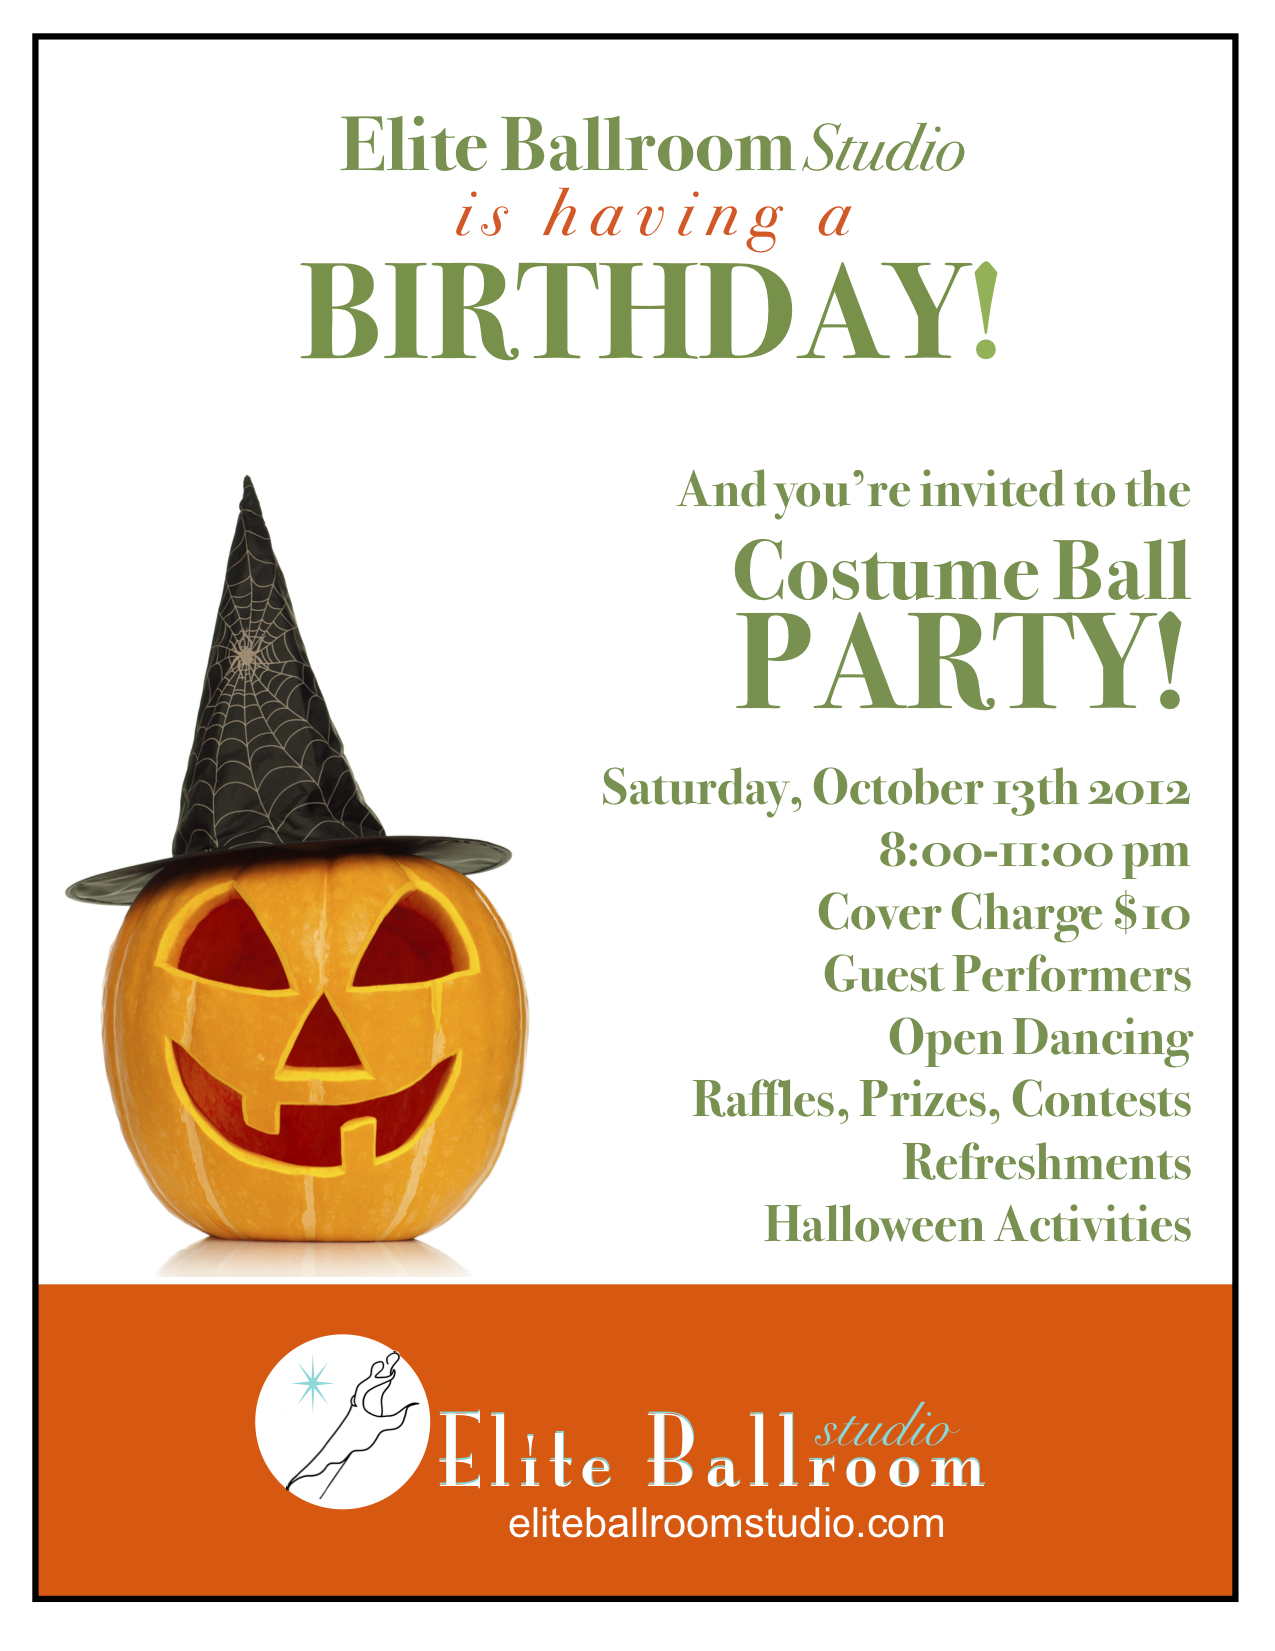 Elite Ballroom Studio
is having a
BIRTHDAY!
And you're invited to the
Costume Ball
PARTY!
Saturday, October 13th 2012
8:00-11:00 pm
Cover Charge $10
Guest Performers
Open Dancing
Raffles, Prizes, Contests
Refreshments
Halloween Activities
Elite Ballroom studio
eliteballroomstudio.com